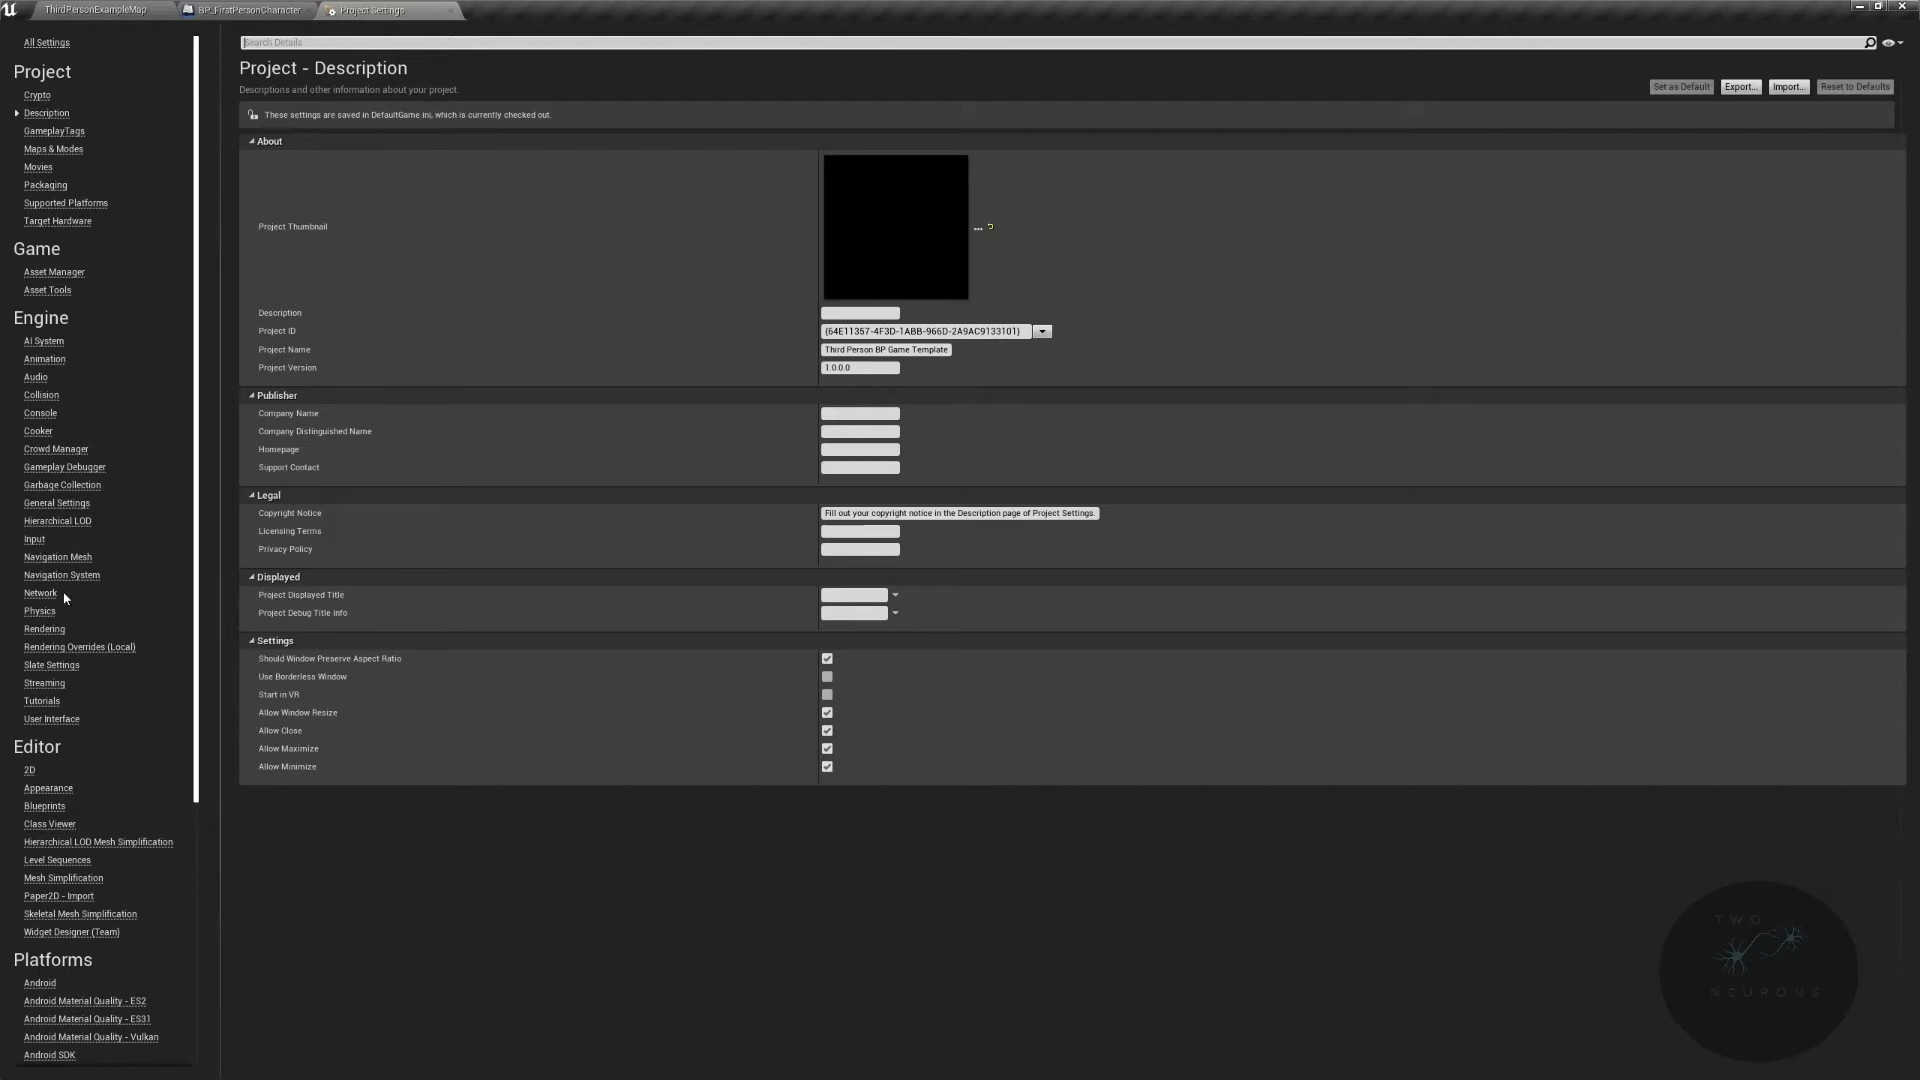 ThirdPersonExampleMap
BP_FirstPersonCharacter
Project Settings
All Settings
Project
Crypto
Description
GameplayTags
Maps & Modes
Movies
Packaging
Supported Platforms
Target Hardware
Game
Asset Manager
Asset Tools
Engine
AI System
Animation
Audio
Collision
Console
Cooker
Crowd Manager
Gameplay Debugger
Garbage Collection
General Settings
Hierarchical LOD
Input
Navigation Mesh
Navigation System
Network
Physics
Rendering
Rendering Overrides (Local)
Slate Settings
Streaming
Tutorials
User Interface
Editor
2D
Appearance
Blueprints
Class Viewer
Hierarchical LOD Mesh Simplification
Level Sequences
Mesh Simplification
Paper2D - Import
Skeletal Mesh Simplification
Widget Designer (Team)
Platforms
Android
Android Material Quality - ES2
Android Material Quality - ES31
Android Material Quality - Vulkan
Android SDK
Search Details
Project - Description
Descriptions and other information about your project.
Set as Default Export... Import... Reset to Defaults
These settings are saved in DefaultGame.ini, which is currently checked out.
About
Project Thumbnail
...
Description
Project ID {64E11357-4F3D-1ABB-966D-2A9AC9133101}
Project Name Third Person BP Game Template
Project Version 1.0.0.0
Publisher
Company Name
Company Distinguished Name
Homepage
Support Contact
Legal
Copyright Notice Fill out your copyright notice in the Description page of Project Settings.
Licensing Terms
Privacy Policy
Displayed
Project Displayed Title
Project Debug Title Info
Settings
Should Window Preserve Aspect Ratio
Use Borderless Window
Start in VR
Allow Window Resize
Allow Close
Allow Maximize
Allow Minimize
TWO
NEURONS